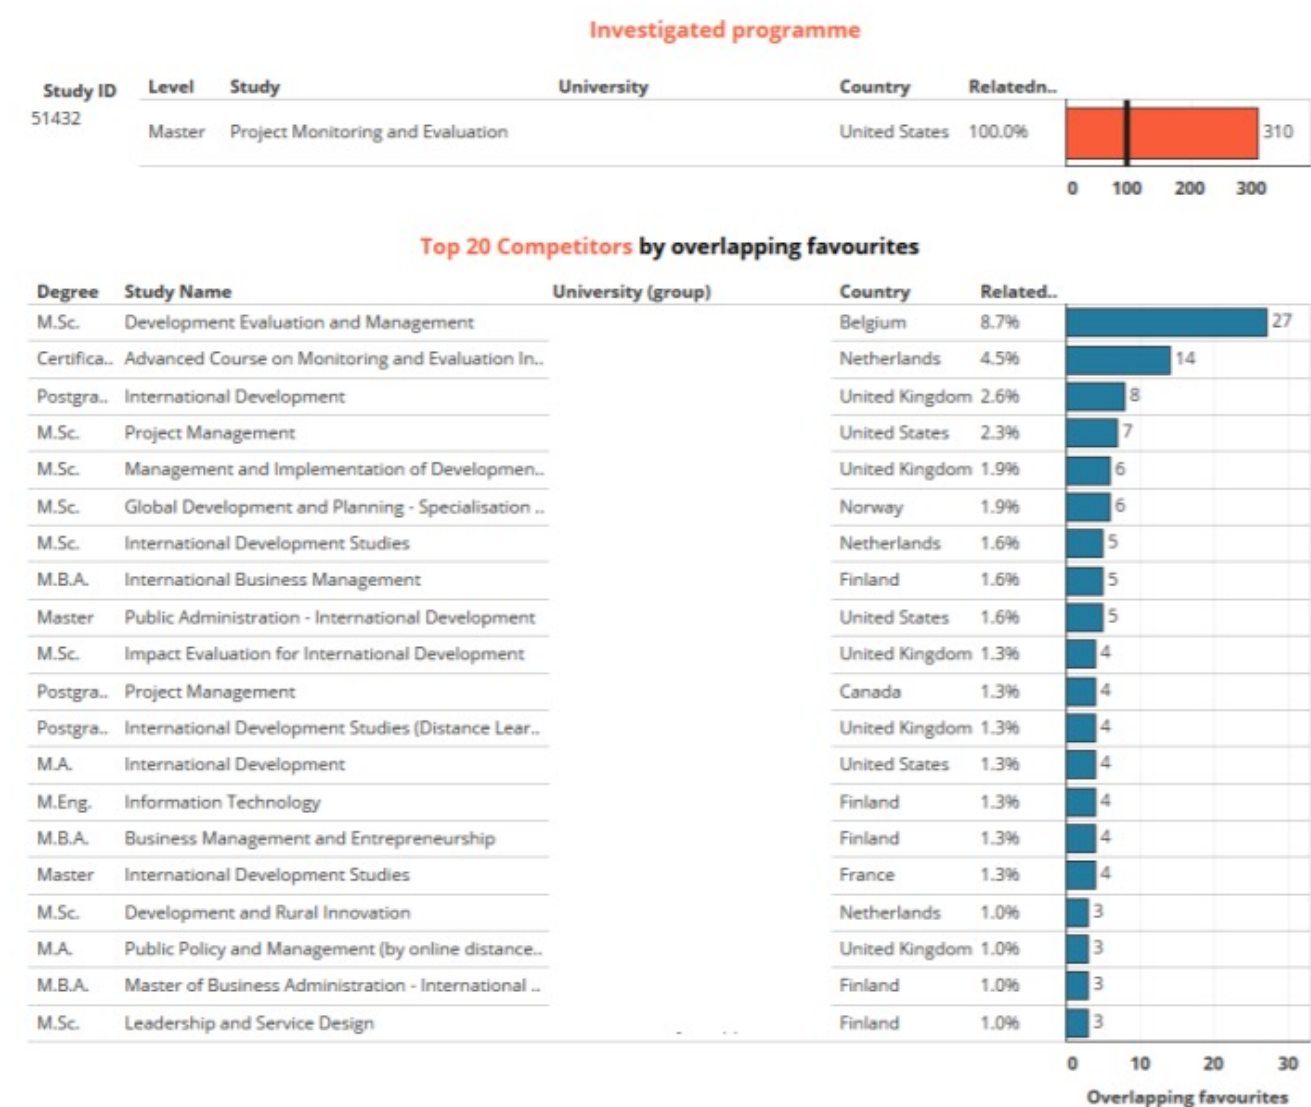 Investigated programme
Study ID Level Study University Country Relatedn..
51432 Master Project Monitoring and Evaluation United States 100.0% 310
0 100 200 300
Top 20 Competitors by overlapping favourites
Degree Study Name University (group) Country Related..
M.Sc. Development Evaluation and Management Belgium 8.7% 27
Certifica.. Advanced Course on Monitoring and Evaluation In.. Netherlands 4.5% 14
Postgra.. International Development United Kingdom 2.6% 8
M.Sc. Project Management United States 2.3% 7
M.Sc. Management and Implementation of Developmen.. United Kingdom 1.9% 6
M.Sc. Global Development and Planning - Specialisation .. Norway 1.9% 6
M.Sc. International Development Studies Netherlands 1.6% 5
M.B.A. International Business Management Finland 1.6% 5
Master Public Administration - International Development United States 1.6% 5
M.Sc. Impact Evaluation for International Development United Kingdom 1.3% 4
Postgra.. Project Management Canada 1.3% 4
Postgra.. International Development Studies (Distance Lear.. United Kingdom 1.3% 4
M.A. International Development United States 1.3% 4
M.Eng. Information Technology Finland 1.3% 4
M.B.A. Business Management and Entrepreneurship Finland 1.3% 4
Master International Development Studies France 1.3% 4
M.Sc. Development and Rural Innovation Netherlands 1.0% 3
M.A. Public Policy and Management (by online distance.. United Kingdom 1.0% 3
M.B.A. Master of Business Administration - International .. Finland 1.0% 3
M.Sc. Leadership and Service Design Finland 1.0% 3
0 10 20 30
Overlapping favourites